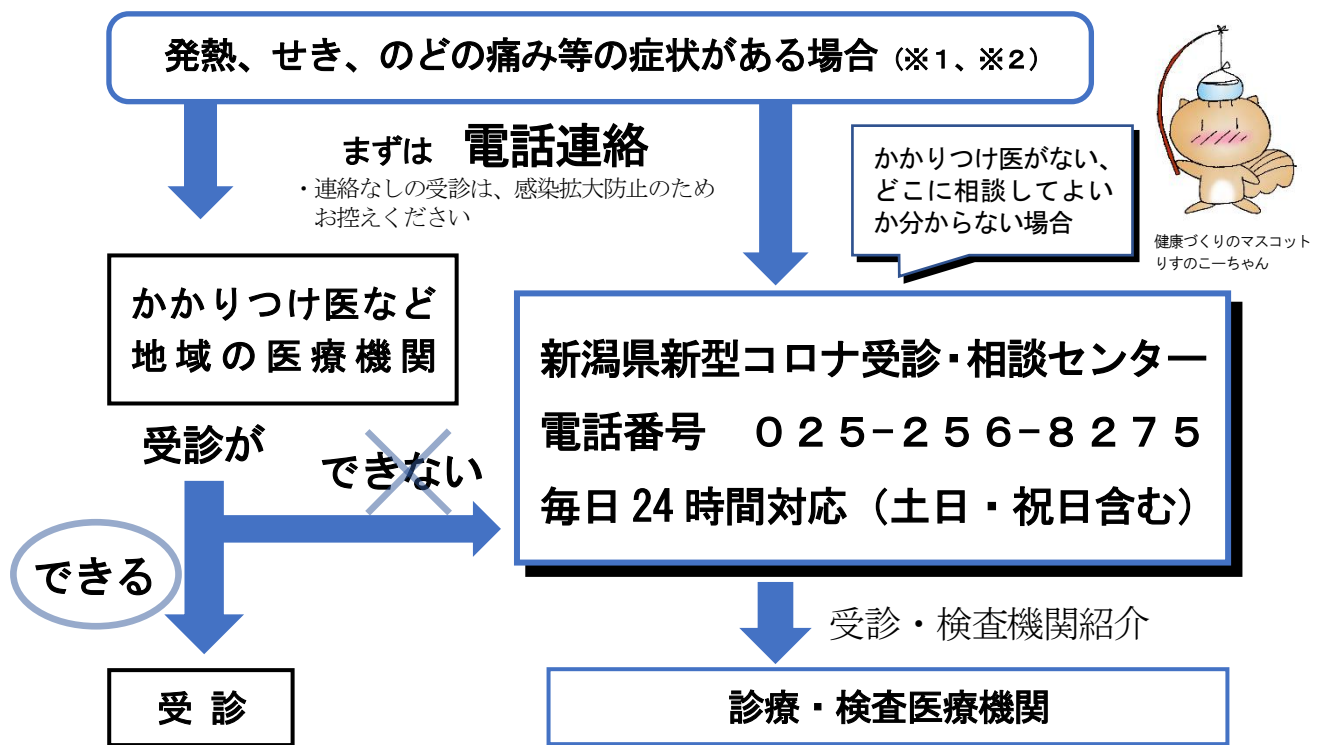 発熱、せき、のどの痛み等の症状がある場合（※１、※２）
まずは 電話連絡
・連絡なしの受診は、感染拡大防止のため
お控えください
かかりつけ医がない、
どこに相談してよい
か分からない場合
健康づくりのマスコット
りすのこーちゃん
かかりつけ医など
地域の医療機関
新潟県新型コロナ受診・相談センター
電話番号　０２５-２５６-８２７５
毎日24時間対応（土日・祝日含む）
受診が
できない
できる
受診・検査機関紹介
受診
診療・検査医療機関